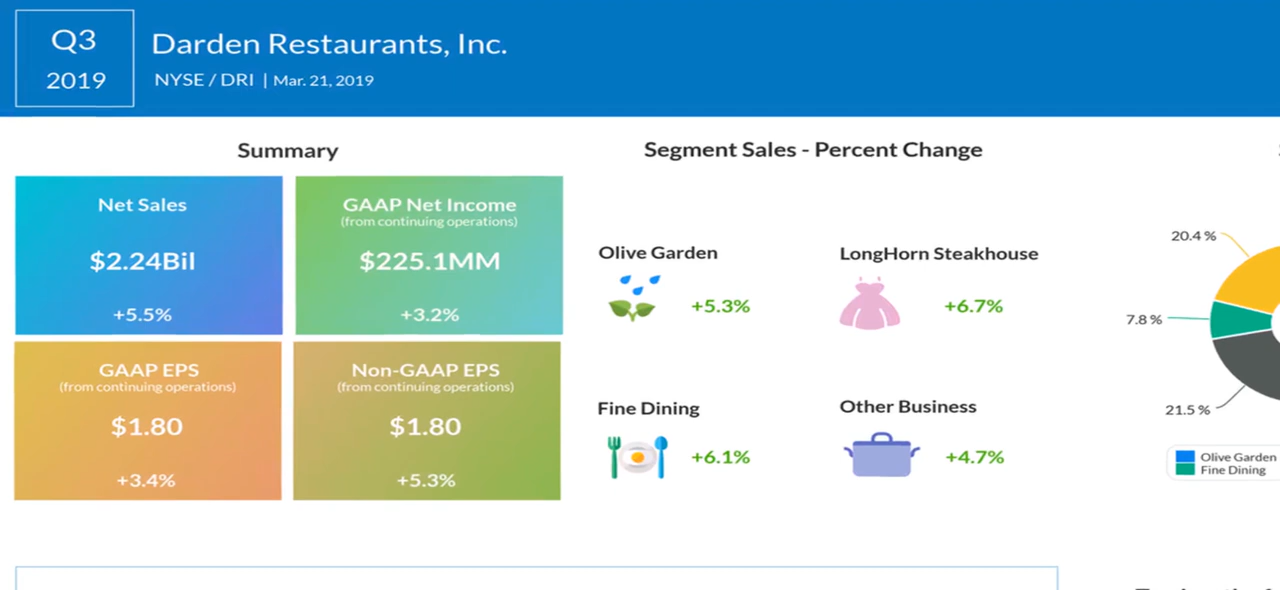 Q3
2019
Darden Restaurants, Inc.
NYSE / DRI | Mar. 21, 2019
Summary
Net Sales
$2.24Bil
+5.5%
GAAP Net Income
(from continuing operations)
$225.1MM
+3.2%
GAAP EPS
(from continuing operations)
$1.80
+3.4%
Non-GAAP EPS
(from continuing operations)
$1.80
+5.3%
Segment Sales - Percent Change
Olive Garden
+5.3%
LongHorn Steakhouse
+6.7%
Fine Dining
+6.1%
Other Business
+4.7%
20.4 %
7.8 %
21.5 %
Olive Garden
Fine Dining